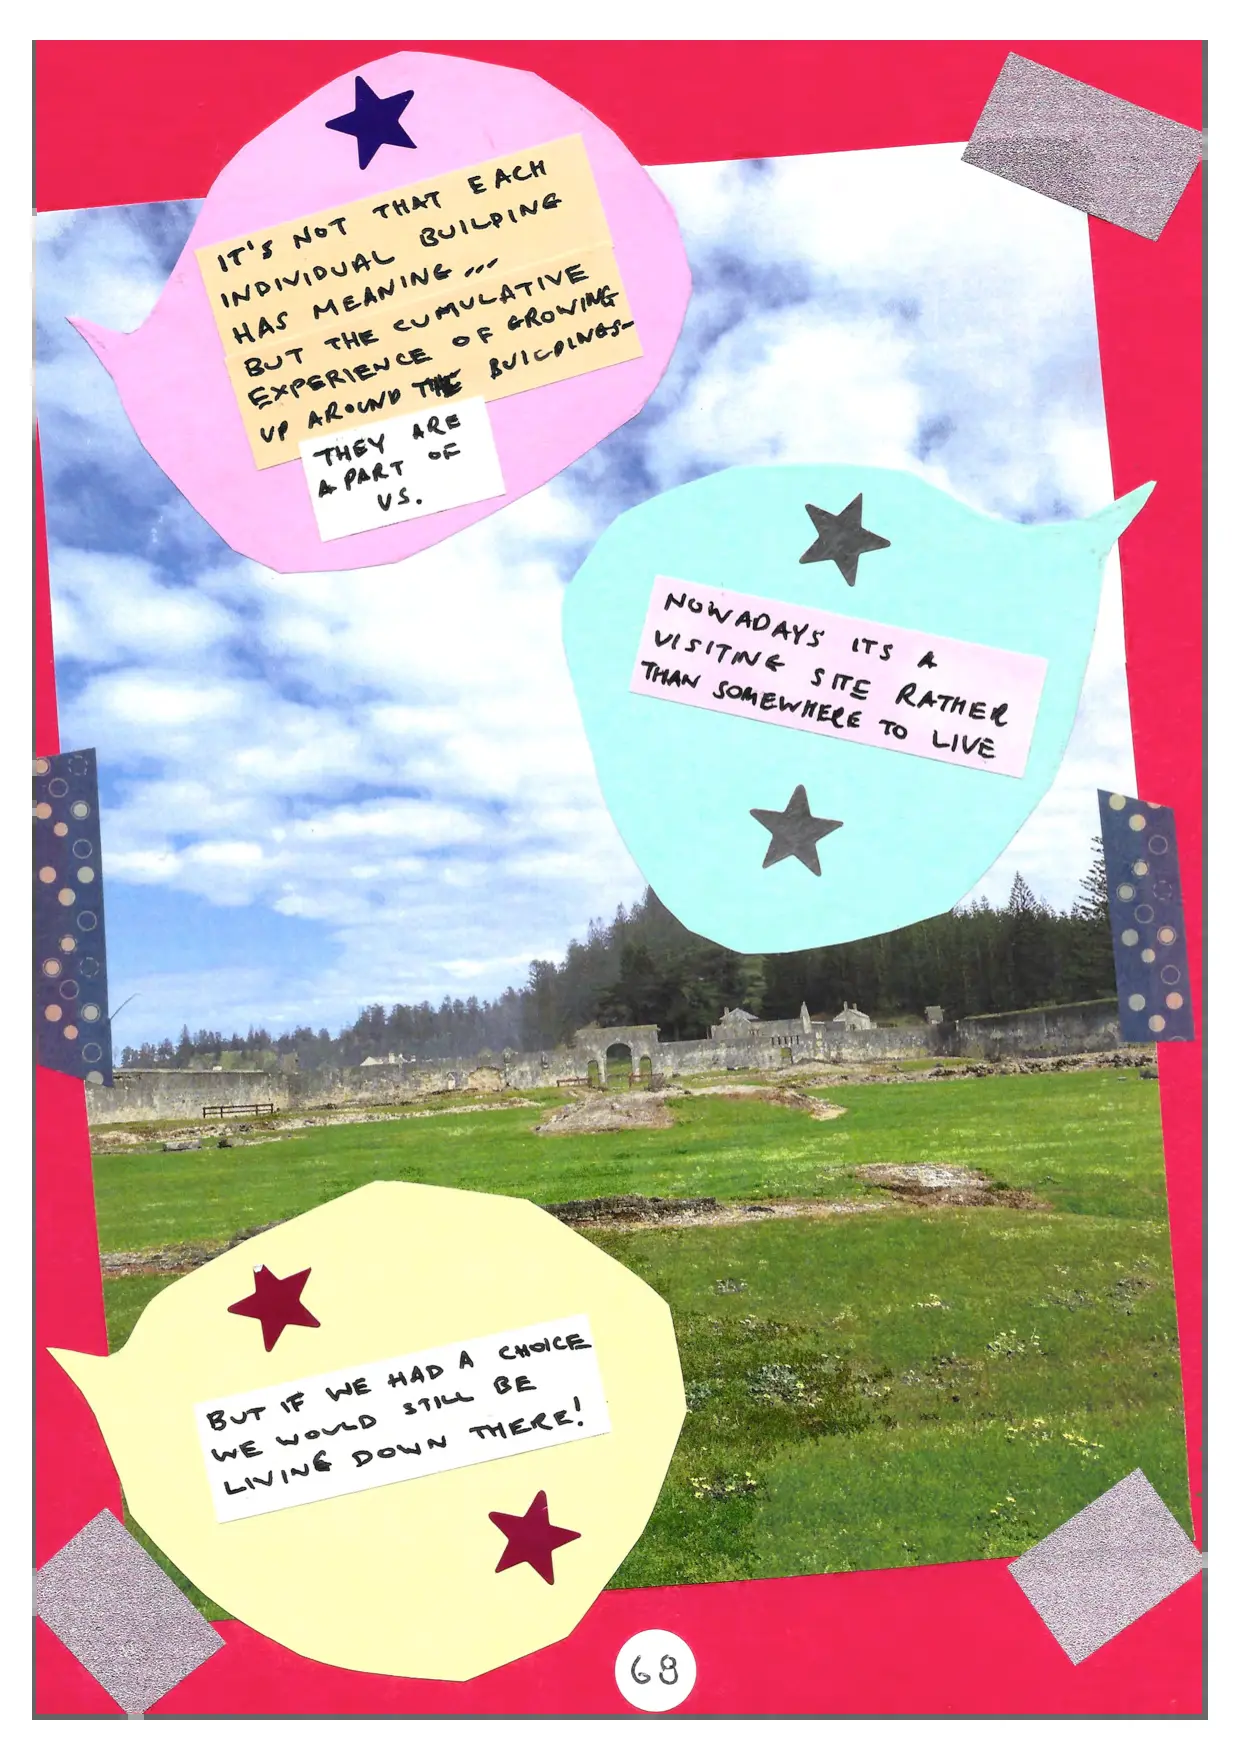 IT'S NOT THAT EACH
INDIVIDUAL BUILDING
HAS MEANING...
BUT THE CUMULATIVE
EXPERIENCE OF GROWING
UP AROUND THE BUILDINGS-
THEY ARE
A PART OF
US.
NOWADAYS ITS A
VISITING SITE RATHER
THAN SOMEWHERE TO LIVE
BUT IF WE HAD A CHOICE
WE WOULD STILL BE
LIVING DOWN THERE!
68